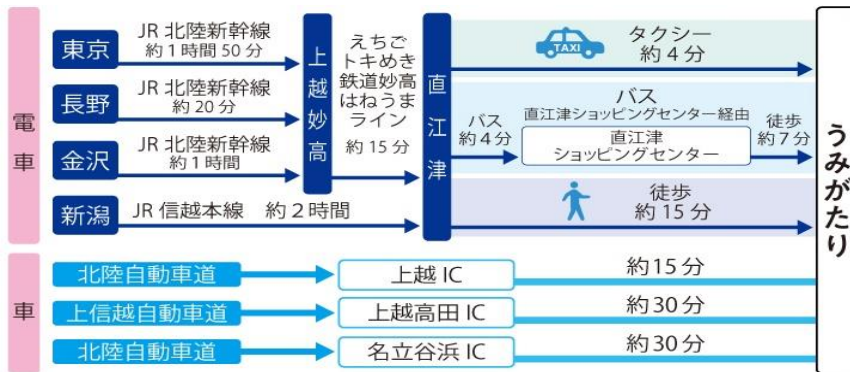 電車
東京
JR 北陸新幹線
約1時間50分
長野
JR 北陸新幹線
約20分
金沢
JR 北陸新幹線
約1時間
新潟
JR 信越本線　約2時間
上越妙高
えちご
トキめき
鉄道妙高
はねうま
ライン
約15分
直江津
TAXI
タクシー
約4分
バス
約4分
バス
直江津ショッピングセンター経由
直江津
ショッピングセンター
徒歩
約7分
徒歩
約15分
うみがたり
車
北陸自動車道
上越 IC
約15分
上信越自動車道
上越高田 IC
約30分
北陸自動車道
名立谷浜 IC
約30分